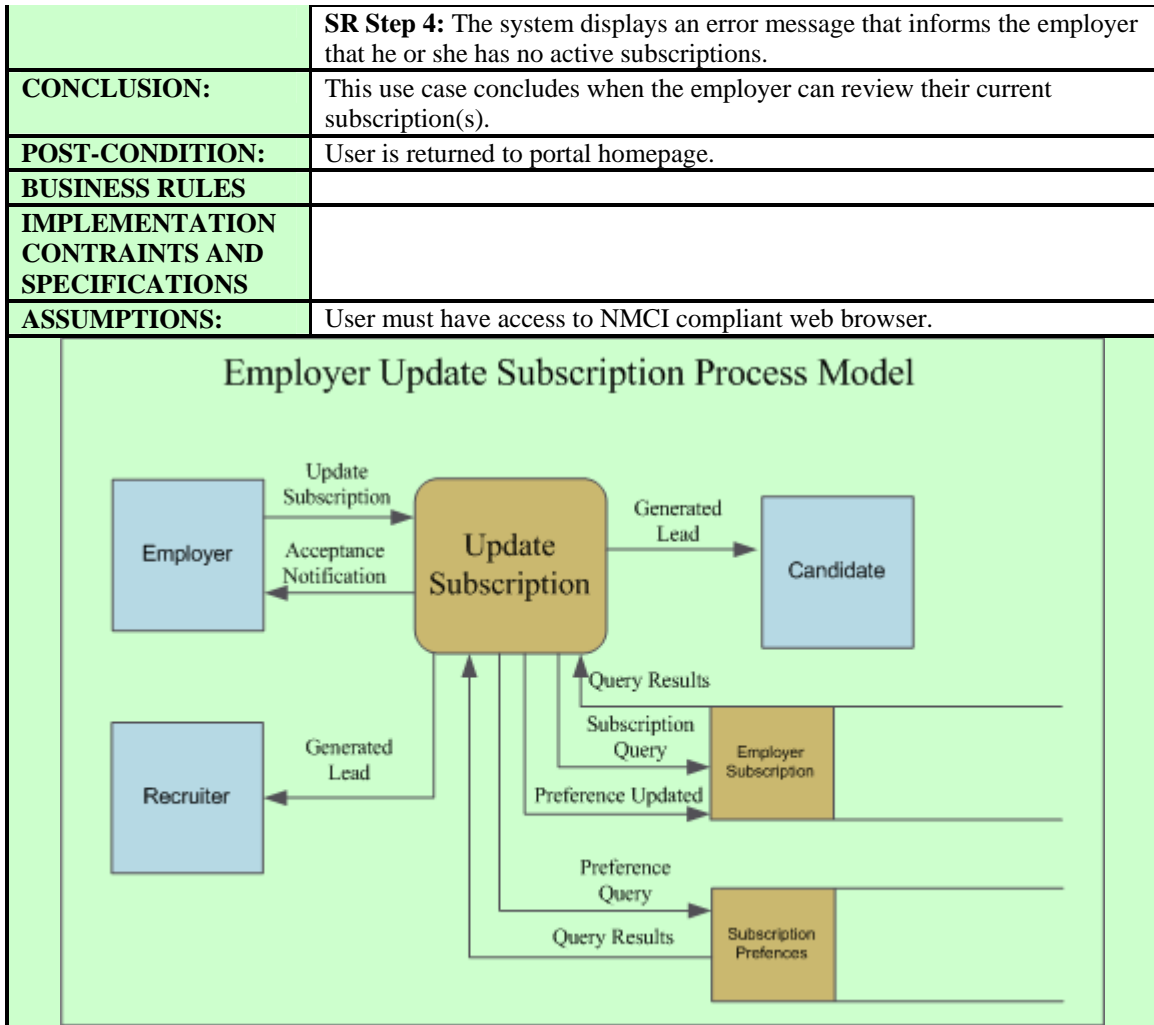 SR Step 4: The system displays an error message that informs the employer
that he or she has no active subscriptions.
CONCLUSION:
This use case concludes when the employer can review their current
subscription(s).
POST-CONDITION:
User is returned to portal homepage.
BUSINESS RULES
IMPLEMENTATION
CONTRAINTS AND
SPECIFICATIONS
ASSUMPTIONS:
User must have access to NMCI compliant web browser.
Employer Update Subscription Process Model
Update
Subscription
Employer
Acceptance
Notification
Update
Subscription
Generated
Lead
Candidate
Query Results
Subscription
Query
Employer
Subscription
Preference Updated
Recruiter
Generated
Lead
Preference
Query
Query Results
Subscription
Prefences